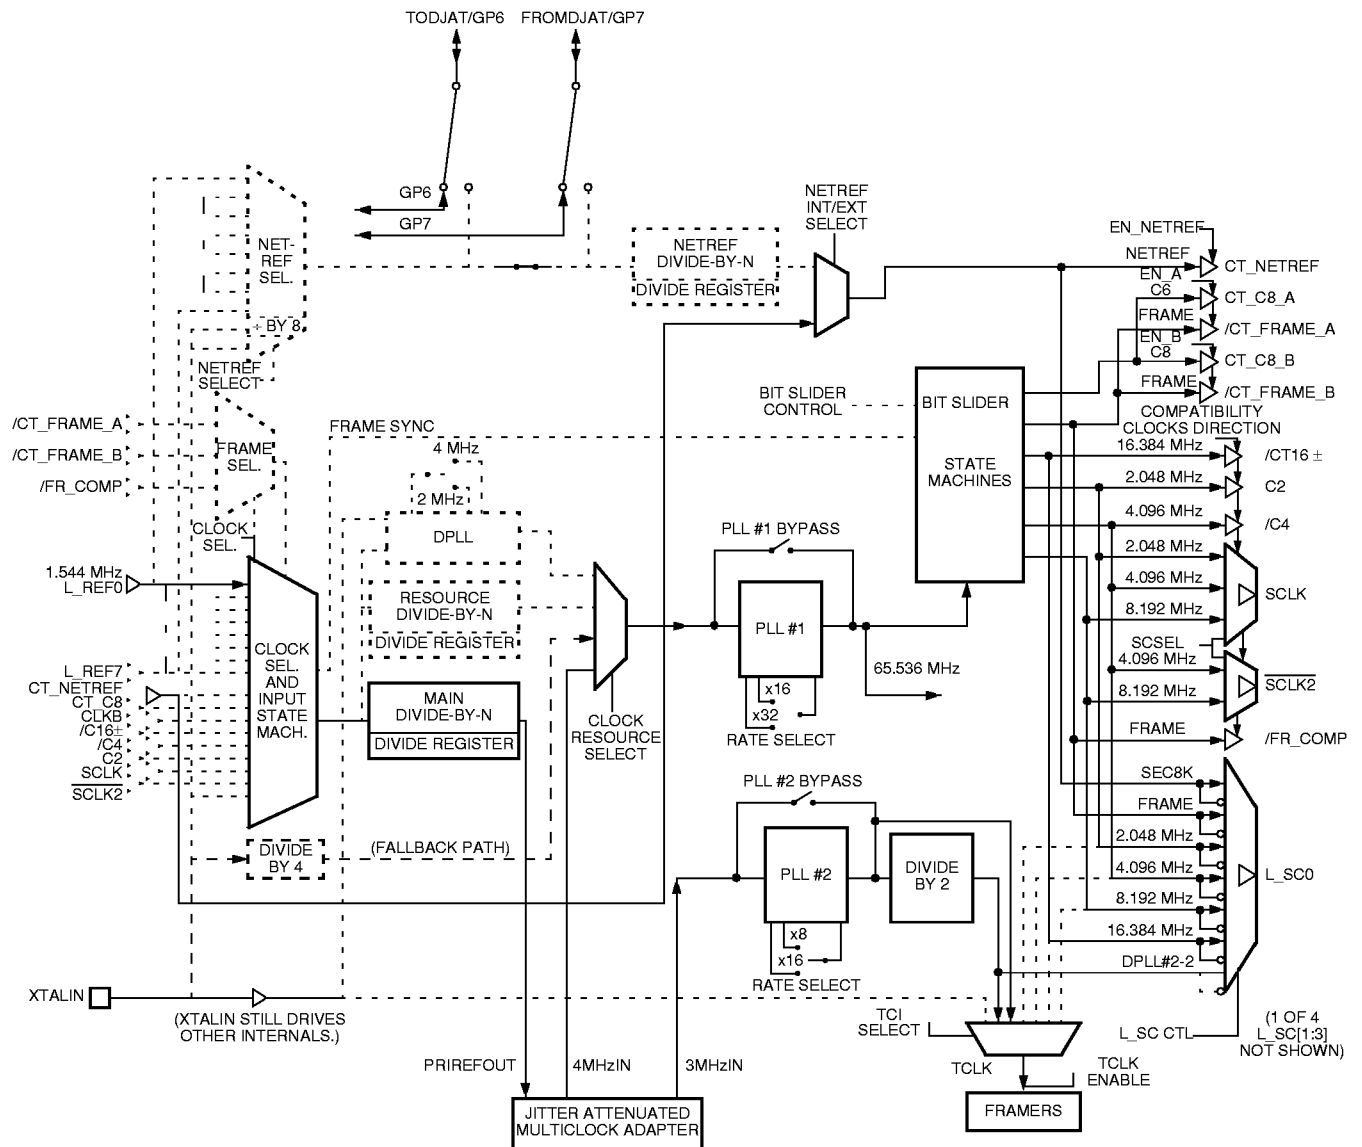 TODJAT/GP6 FROMDJAT/GP7
GP6
GP7
NET-
REF
SEL.
÷ BY 8
NETREF
SELECT
NETREF
DIVIDE-BY-N
DIVIDE REGISTER
NETREF
INT/EXT
SELECT
EN_NETREF
NETREF
CT_NETREF
EN_A
C6
CT_C8_A
FRAME
/CT_FRAME_A
EN_B
C8
CT_C8_B
FRAME
/CT_FRAME_B
COMPATIBILITY
CLOCKS DIRECTION
16.384 MHz
/CT16 ±
2.048 MHz
C2
4.096 MHz
/C4
2.048 MHz
4.096 MHz
SCLK
8.192 MHz
SCSEL
4.096 MHz
SCLK2
8.192 MHz
FRAME
/FR_COMP
SEC8K
FRAME
2.048 MHz
4.096 MHz
L_SC0
8.192 MHz
16.384 MHz
DPLL#2-2
L_SC CTL
(1 OF 4
L_SC[1:3]
NOT SHOWN)
/CT_FRAME_A
/CT_FRAME_B
/FR_COMP
FRAME
SEL.
FRAME SYNC
BIT SLIDER
CONTROL
BIT SLIDER
STATE
MACHINES
4 MHz
2 MHz
DPLL
CLOCK
SEL.
1.544 MHz
L_REF0
RESOURCE
DIVIDE-BY-N
DIVIDE REGISTER
CLOCK
SEL.
AND
INPUT
STATE
MACH.
L_REF7
CT_NETREF
CT_C8
CLKB
/C16±
/C4
C2
SCLK
SCLK2
MAIN
DIVIDE-BY-N
DIVIDE REGISTER
CLOCK
RESOURCE
SELECT
PLL #1 BYPASS
PLL #1
x16
x32
RATE SELECT
65.536 MHz
DIVIDE
BY 4
(FALLBACK PATH)
PLL #2 BYPASS
PLL #2
x8
x16
RATE SELECT
DIVIDE
BY 2
XTALIN
(XTALIN STILL DRIVES
OTHER INTERNALS.)
PRIREFOUT
4MHzIN
3MHzIN
JITTER ATTENUATED
MULTICLOCK ADAPTER
TCI
SELECT
TCLK
TCLK
ENABLE
FRAMERS